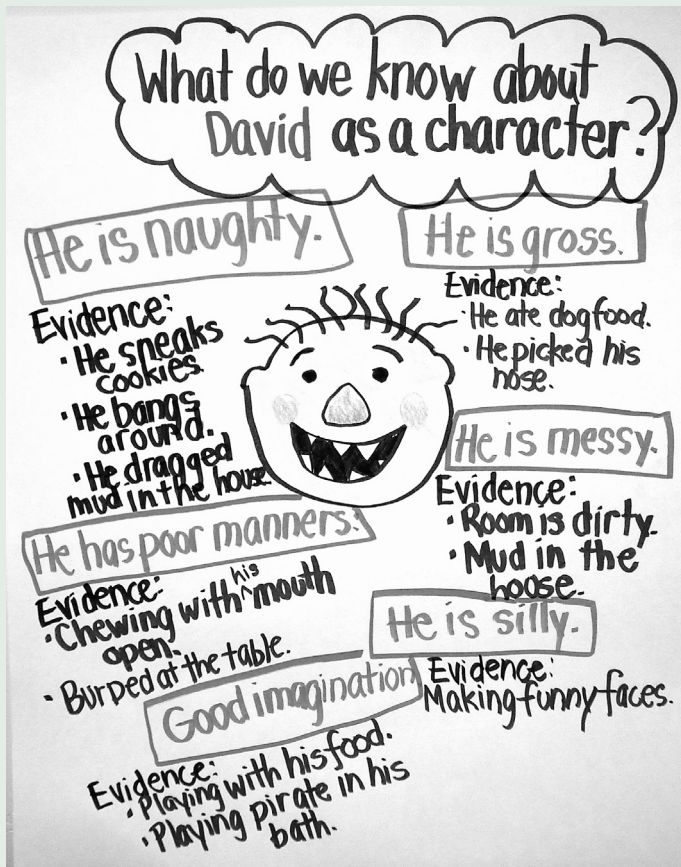 What do we know about
David as a character?
He is naughty.
Evidence:
· He sneaks
cookies.
· He bangs
around.
· He dragged
mud in the house.
He is gross.
Evidence:
· He ate dog food.
· He picked his
nose.
He is messy.
Evidence:
· Room is dirty.
· Mud in the
hoose.
He has poor manners.
Evidence:
· Chewing with his mouth
open.
· Burped at the table.
He is silly.
Evidence:
Making funny faces.
Good imagination
Evidence:
· Playing with his food.
· Playing pirate in his
bath.